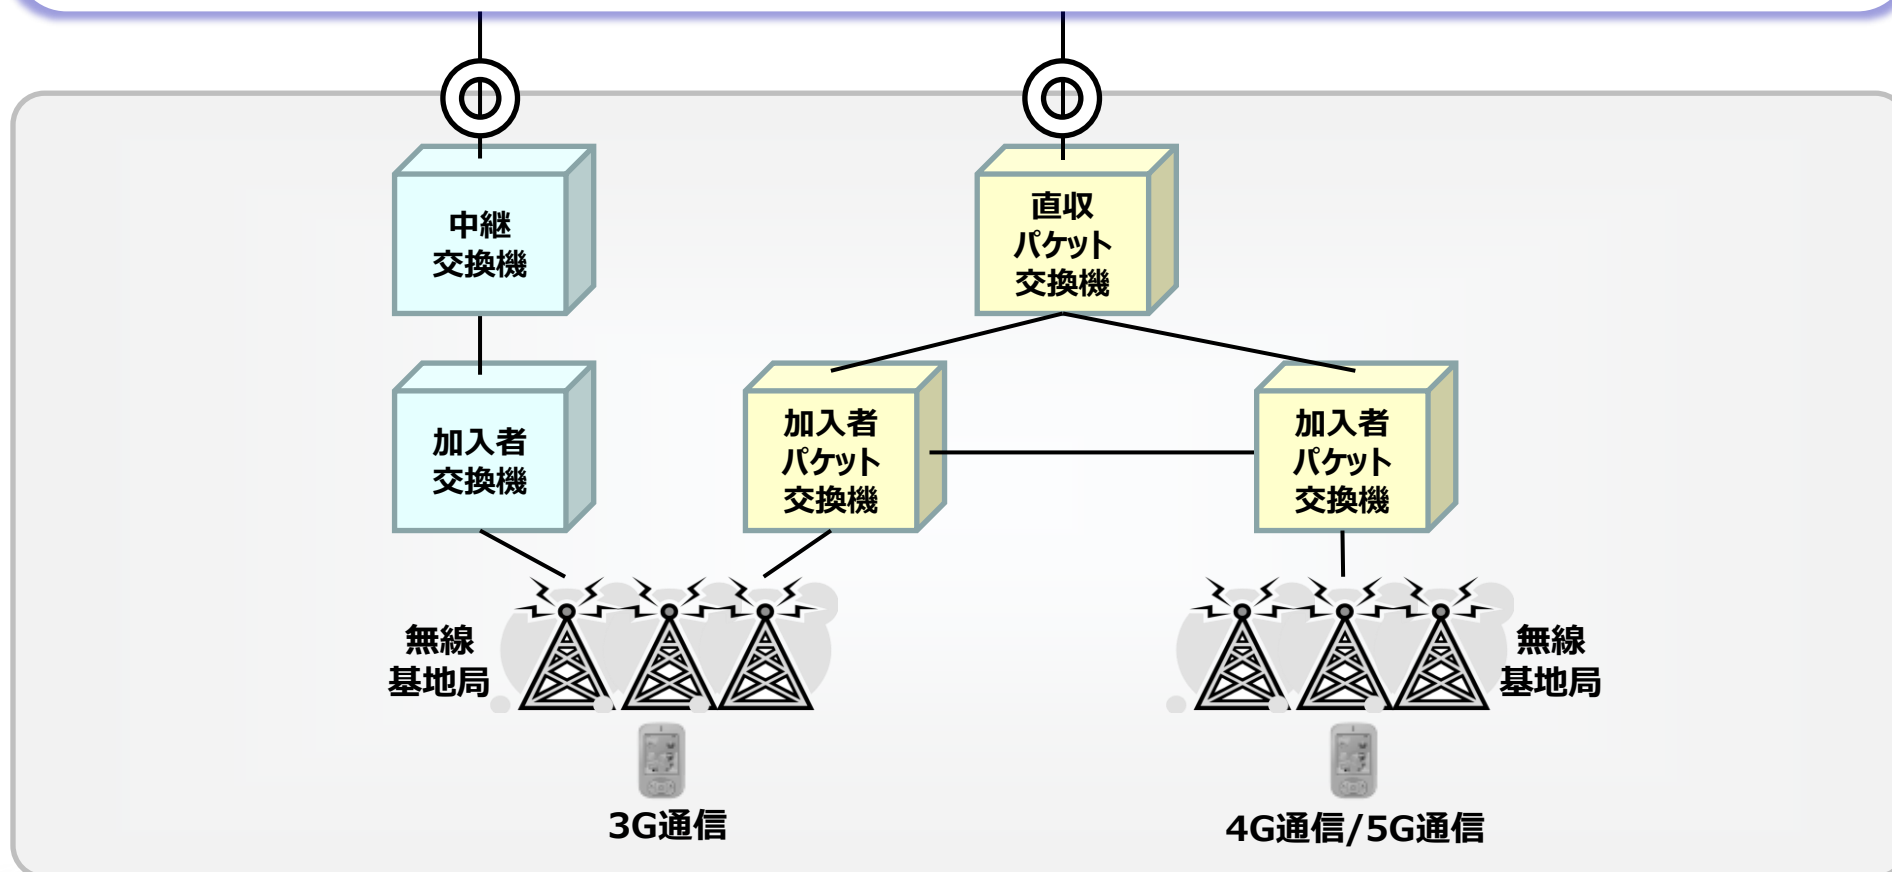 中継
交換機
直収
パケット
交換機
加入者
交換機
加入者
パケット
交換機
加入者
パケット
交換機
無線
基地局
無線
基地局
3G通信
4G通信/5G通信